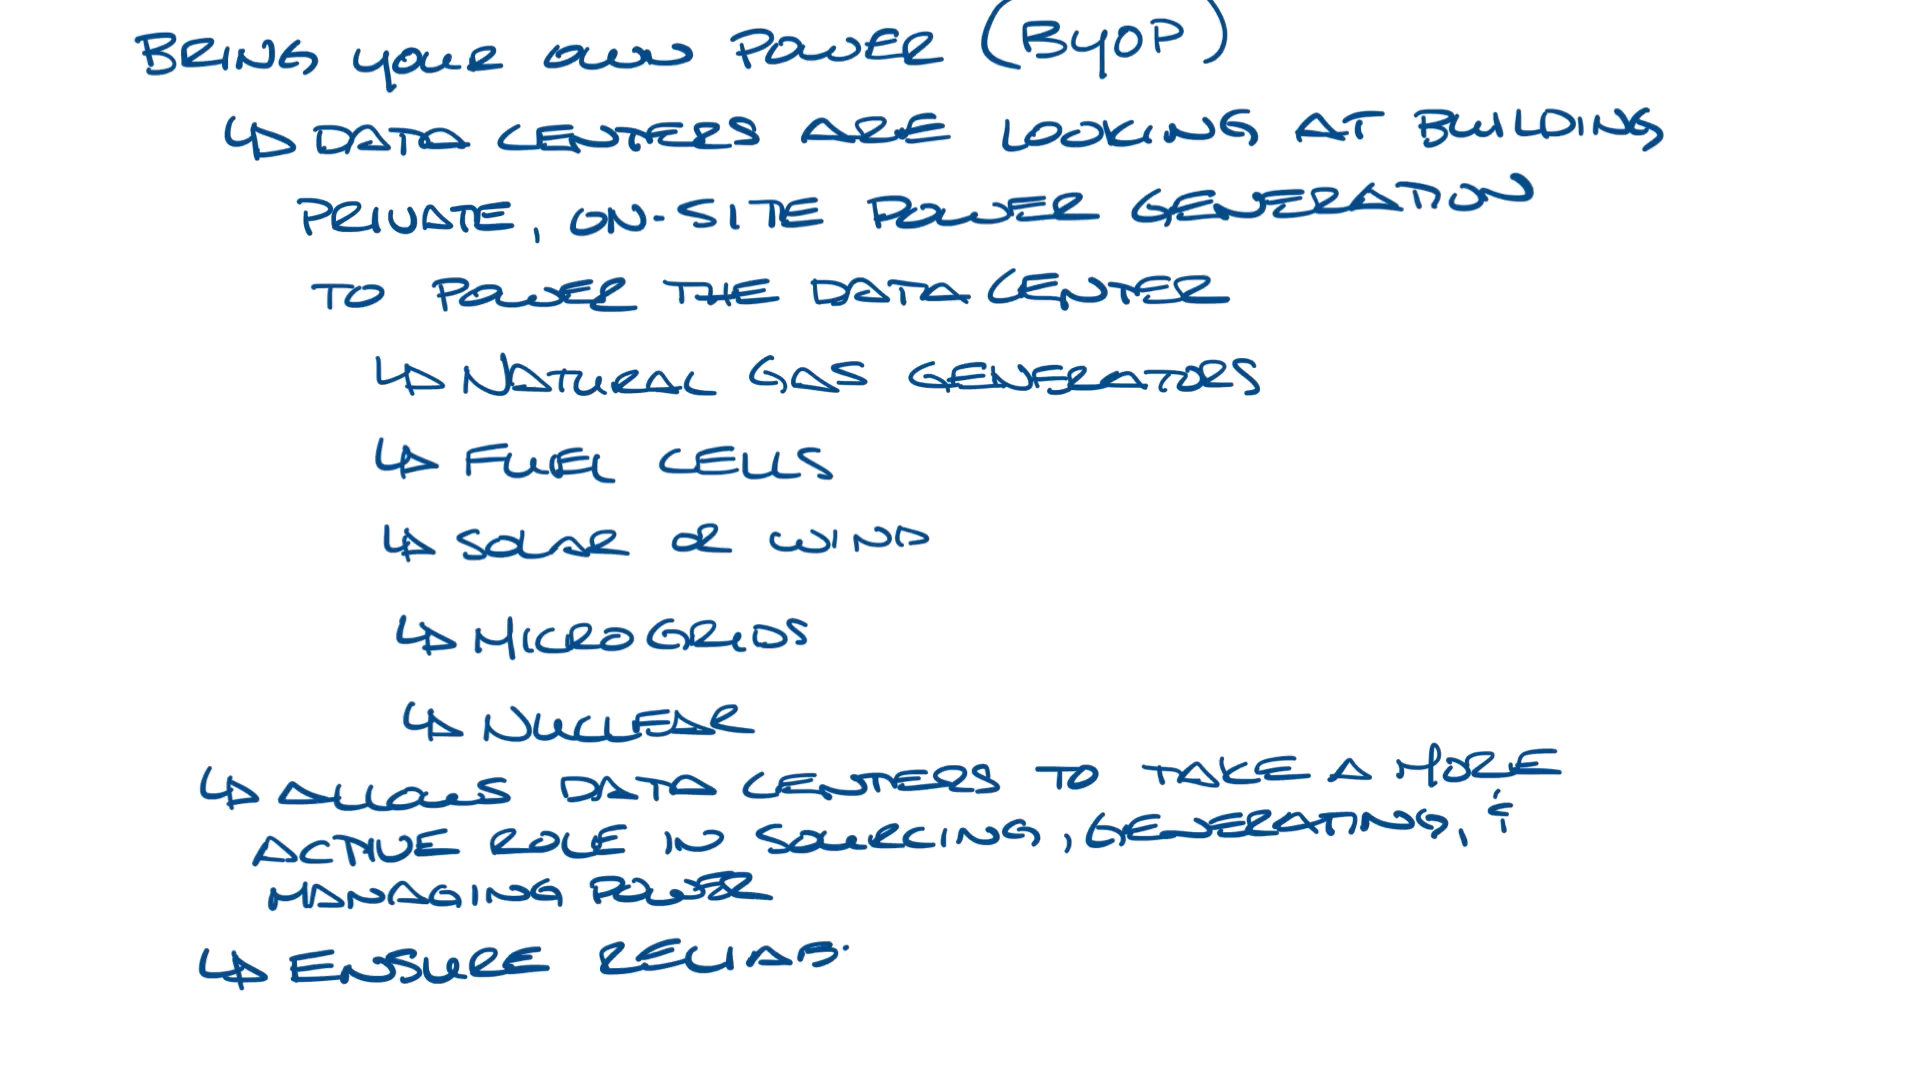 BRING YOUR OWN POWER (BYOP)
↳ DATA CENTERS ARE LOOKING AT BUILDING
PRIVATE, ON-SITE POWER GENERATION
TO POWER THE DATA CENTER
↳ NATURAL GAS GENERATORS
↳ FUEL CELLS
↳ SOLAR OR WIND
↳ MICROGRIDS
↳ NUCLEAR
↳ ALLOWS DATA CENTERS TO TAKE A MORE
ACTIVE ROLE IN SOURCING, GENERATING, &
MANAGING POWER
↳ ENSURE RELIAB